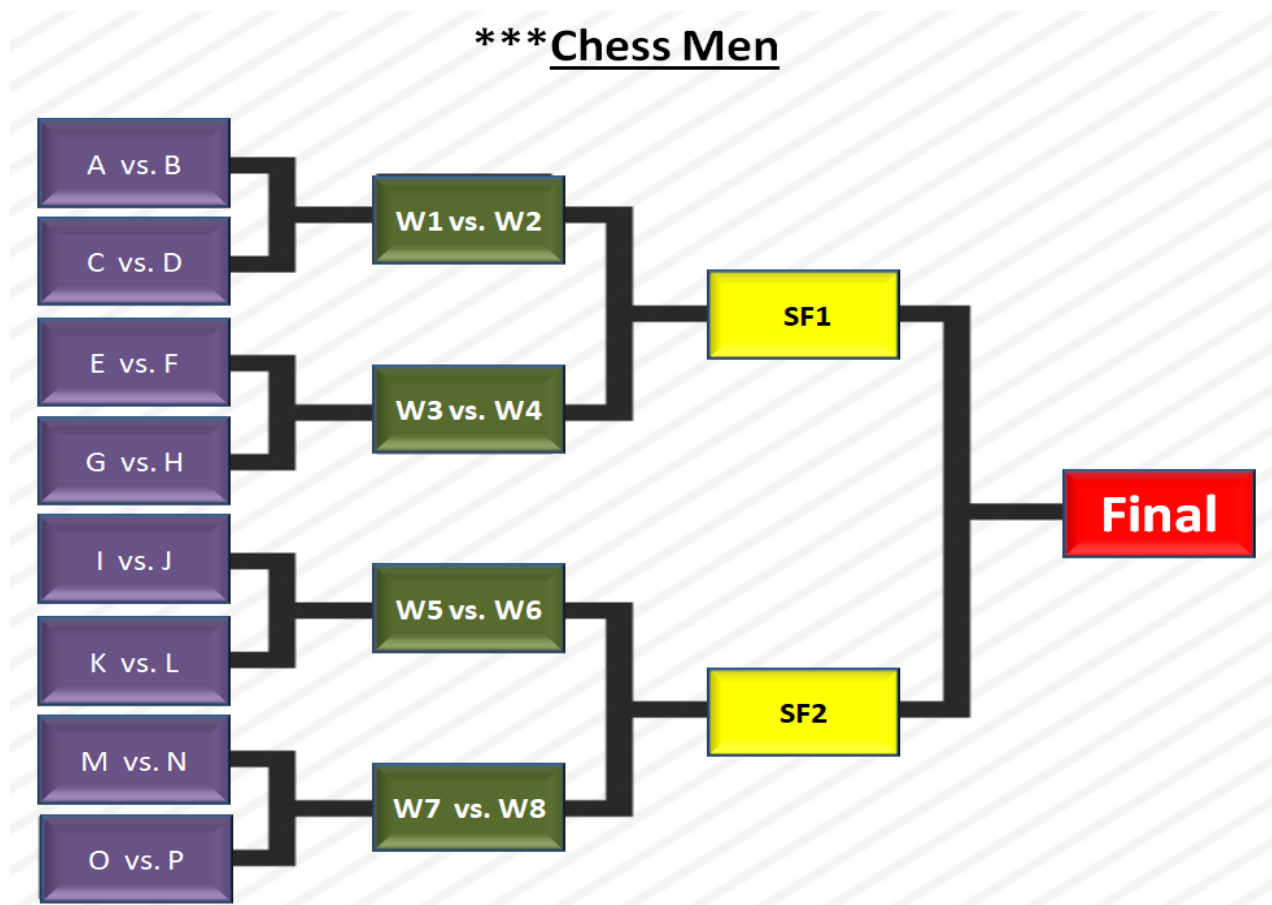 ***Chess Men
A vs. B
C vs. D
E vs. F
G vs. H
I vs. J
K vs. L
M vs. N
O vs. P
W1 vs. W2
W3 vs. W4
W5 vs. W6
W7 vs. W8
SF1
SF2
Final